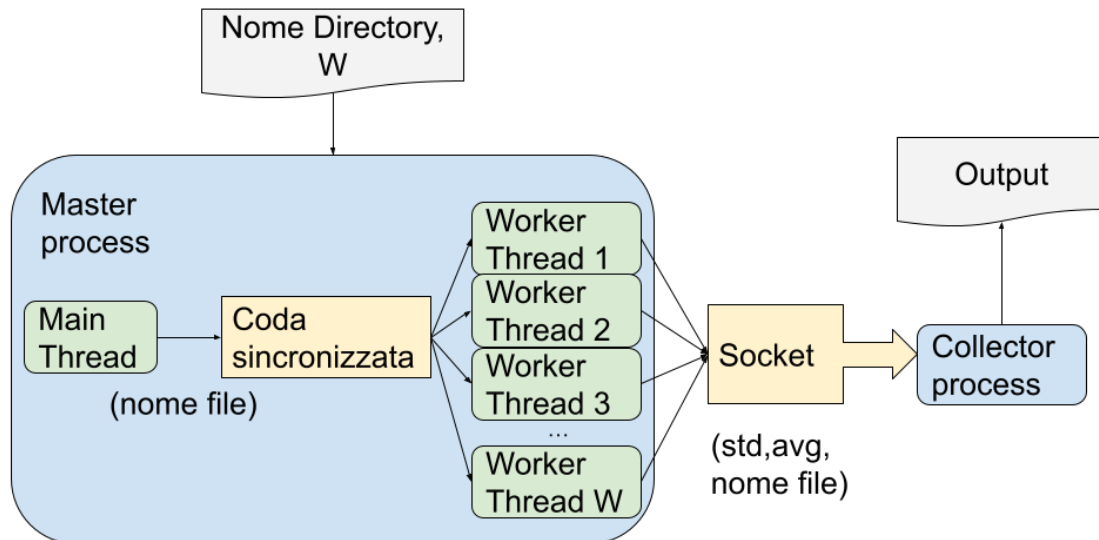 Nome Directory,
W
Master
process
Main
Thread
(nome file)
Coda
sincronizzata
Worker
Thread 1
Worker
Thread 2
Worker
Thread 3
...
Worker
Thread W
Socket
(std,avg,
nome file)
Collector
process
Output